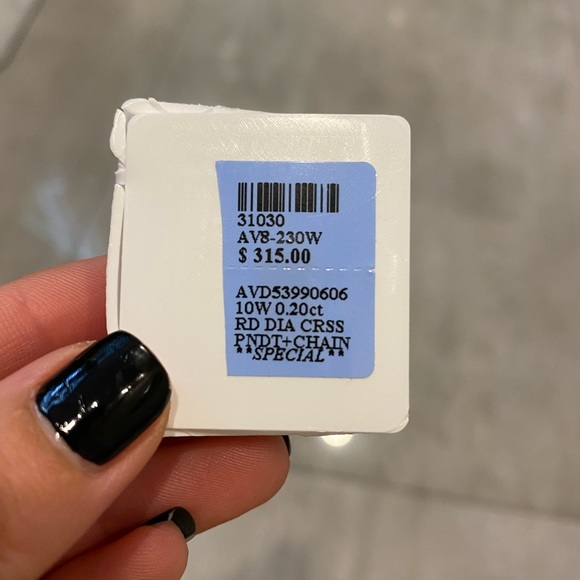 31030
AV8-230W
$ 315.00
AVD53990606
10W 0.20ct
RD DIA CRSS
PNDT+CHAIN
**SPECIAL**